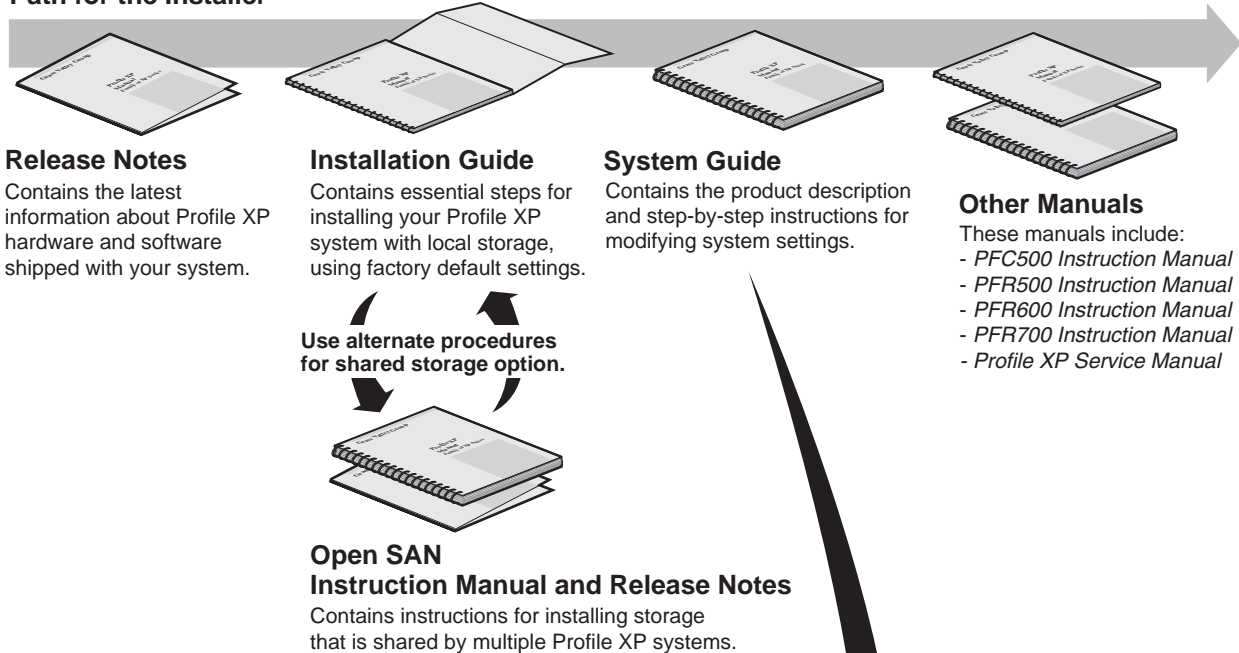 Path for the Installer
Release Notes
Contains the latest
information about Profile XP
hardware and software
shipped with your system.
Installation Guide
Contains essential steps for
installing your Profile XP
system with local storage,
using factory default settings.
System Guide
Contains the product description
and step-by-step instructions for
modifying system settings.
Other Manuals
These manuals include:
- PFC500 Instruction Manual
- PFR500 Instruction Manual
- PFR600 Instruction Manual
- PFR700 Instruction Manual
- Profile XP Service Manual
Use alternate procedures
for shared storage option.
Open SAN
Instruction Manual and Release Notes
Contains instructions for installing storage
that is shared by multiple Profile XP systems.